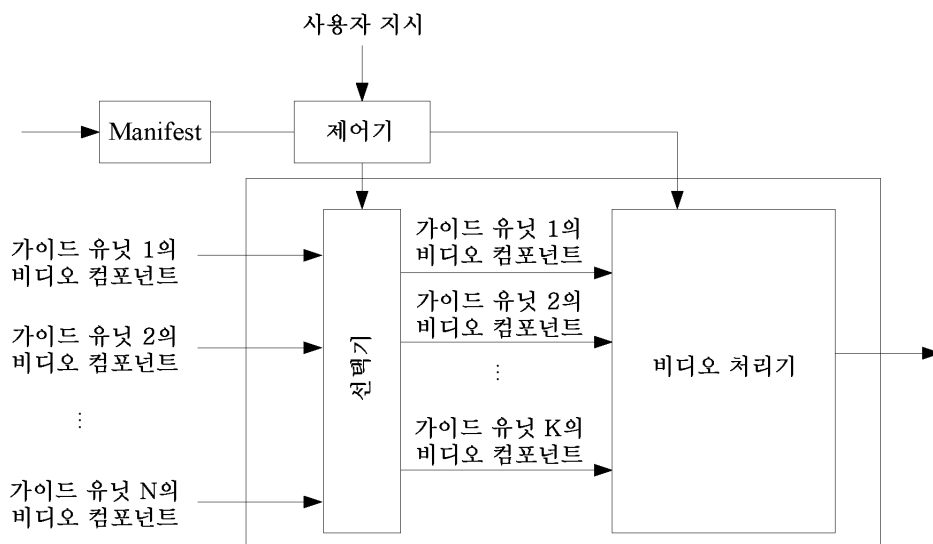 사용자 지시
Manifest
제어기
가이드 유닛 1의
비디오 컴포넌트
가이드 유닛 2의
비디오 컴포넌트
⋮
가이드 유닛 N의
비디오 컴포넌트
선택기
가이드 유닛 1의
비디오 컴포넌트
가이드 유닛 2의
비디오 컴포넌트
⋮
가이드 유닛 K의
비디오 컴포넌트
비디오 처리기